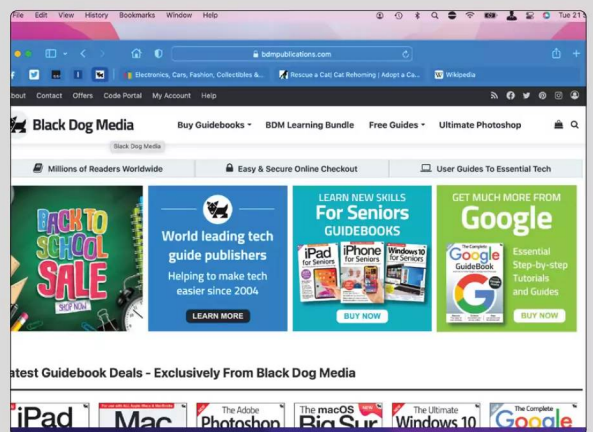 File Edit View History Bookmarks Window Help Tue 21
bdmpublications.com
Electronics, Cars, Fashion, Collectibles &... Rescue a Cat| Cat Rehoming | Adopt a Ca... W Wikipedia
bout Contact Offers Code Portal My Account Help
Black Dog Media Buy Guidebooks BDM Learning Bundle Free Guides Ultimate Photoshop
Black Dog Media
Millions of Readers Worldwide Easy & Secure Online Checkout User Guides To Essential Tech
BACK TO
SCHOOL
SALE
SHOP NOW
World leading tech
guide publishers
Helping to make tech
easier since 2004
LEARN MORE
LEARN NEW SKILLS
For Seniors
GUIDEBOOKS
iPad
for Seniors
iPhone
for Seniors
Windows 10
for Seniors
BUY NOW
GET MUCH MORE FROM
Google
The Complete
Google
GuideBook
Essential
Step-by-step
Tutorials
and Guides
BUY NOW
atest Guidebook Deals - Exclusively From Black Dog Media
iPad
Mac
The Adobe
Photoshop
The macOS
Big Sur
The Ultimate
Windows 10
The Complete
Google